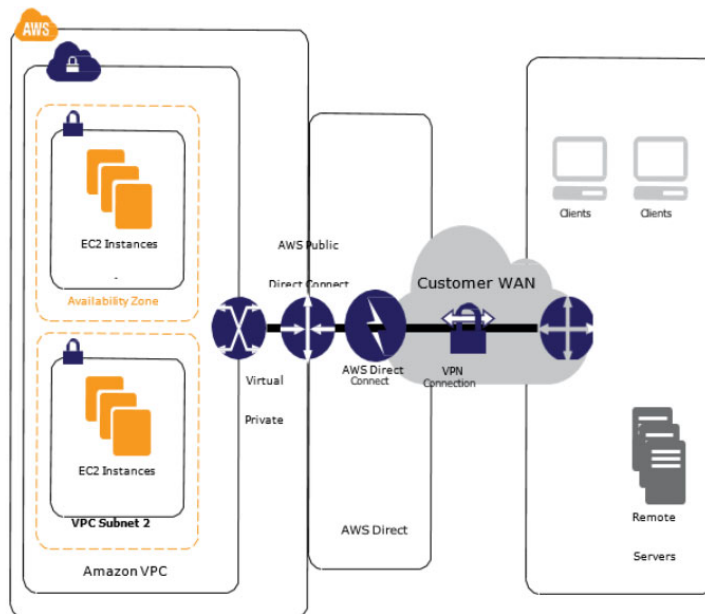 AWS
EC2 Instances
-
Availability Zone
EC2 Instances
VPC Subnet 2
Amazon VPC
AWS Public
Direct Connect
Virtual
Private
AWS Direct
Connect
AWS Direct
Customer WAN
VPN
Connection
Clients
Clients
Remote
Servers